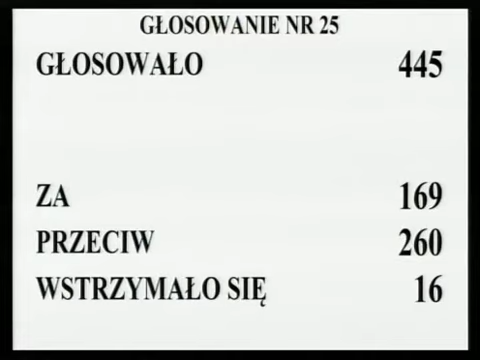 GŁOSOWANIE NR 25
GŁOSOWAŁO 445
ZA 169
PRZECIW 260
WSTRZYMAŁO SIĘ 16